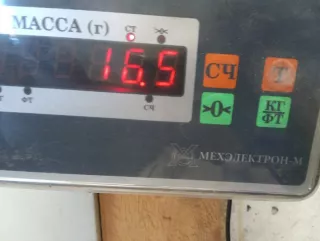 МАССА (г) СТ
16.5
СЧ Т
ФТ СЧ >0< КГ ФТ
МЕХЭЛЕКТРОН-М